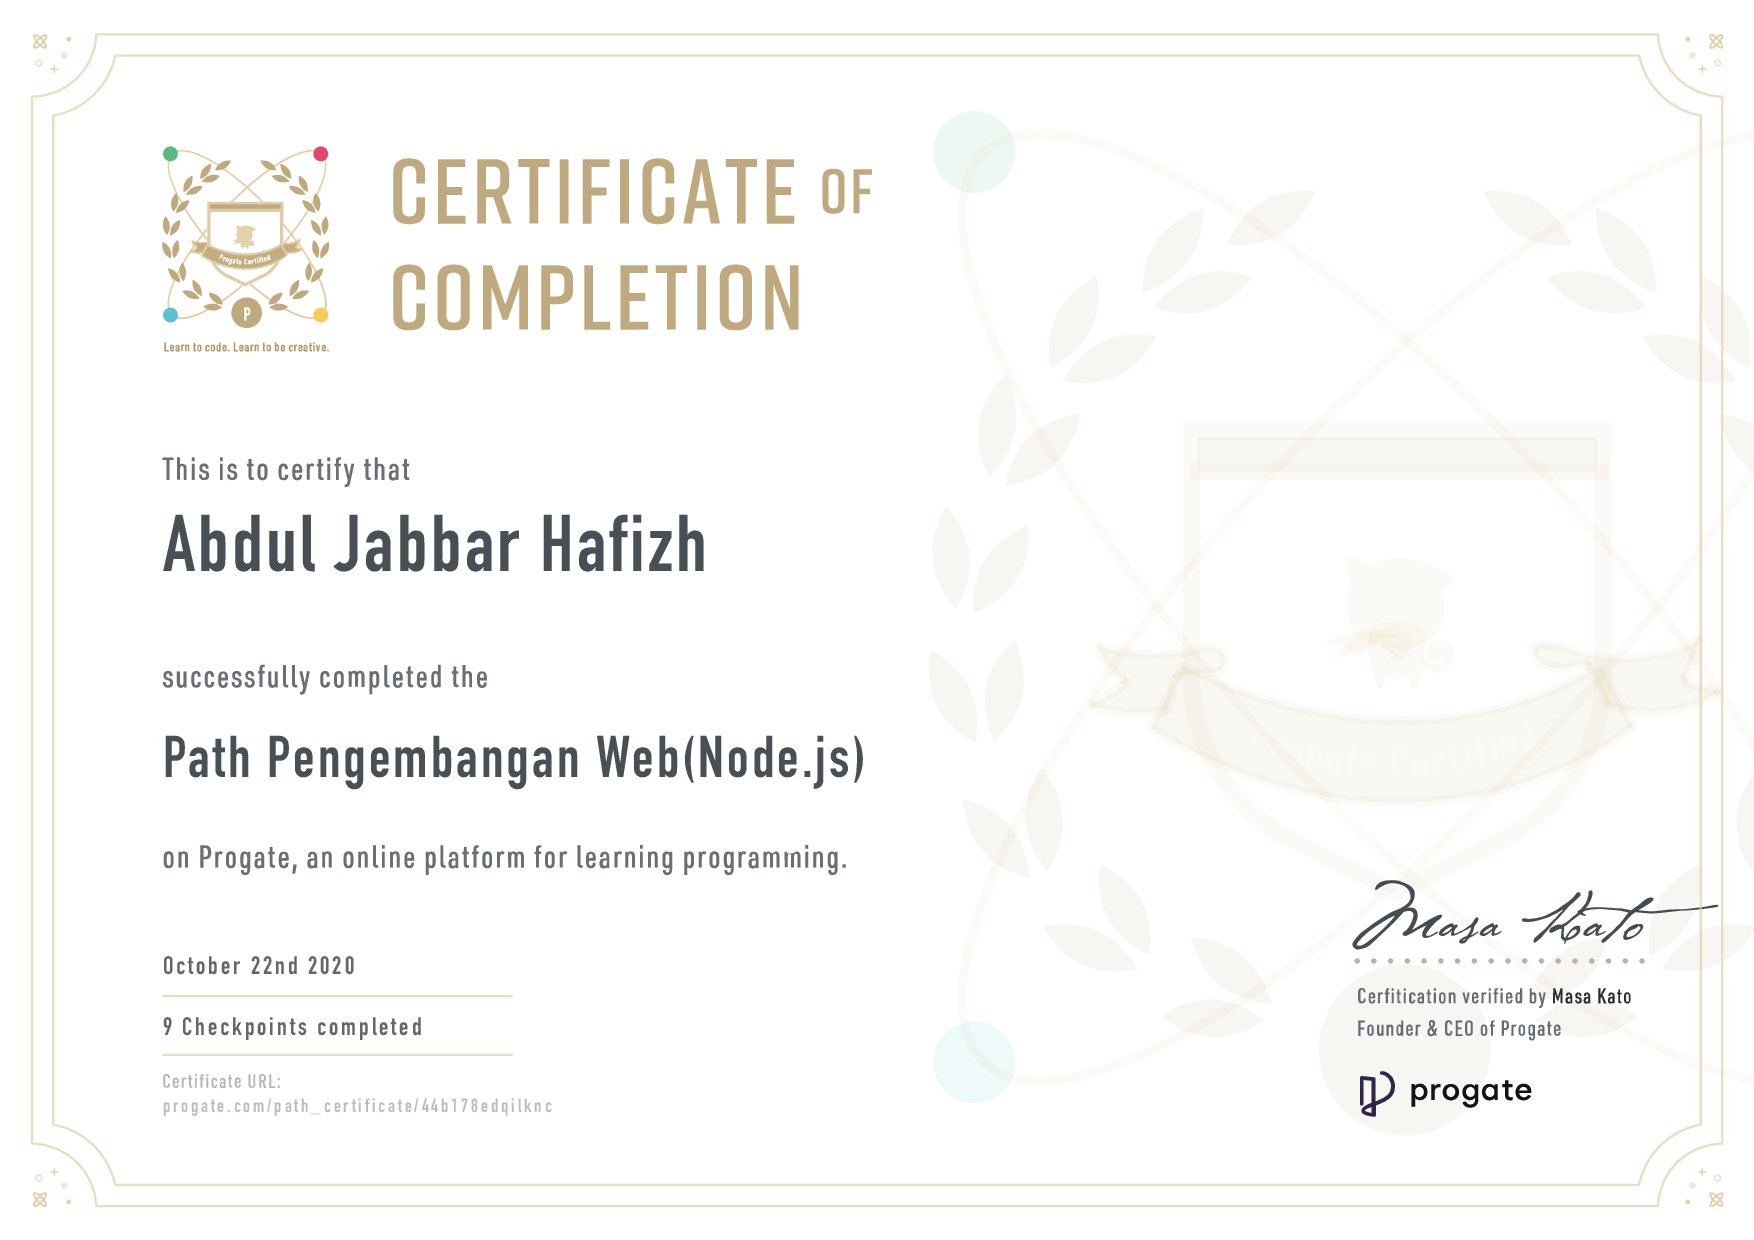 CERTIFICATE OF
COMPLETION
Progate Certified
P
Learn to code. Learn to be creative.
This is to certify that
Abdul Jabbar Hafizh
successfully completed the
Path Pengembangan Web(Node.js)
on Progate, an online platform for learning programming.
October 22nd 2020
9 Checkpoints completed
Certificate URL:
progate.com/path_certificate/44b178edqilknc
Masa Kato
Cerfitication verified by Masa Kato
Founder & CEO of Progate
progate